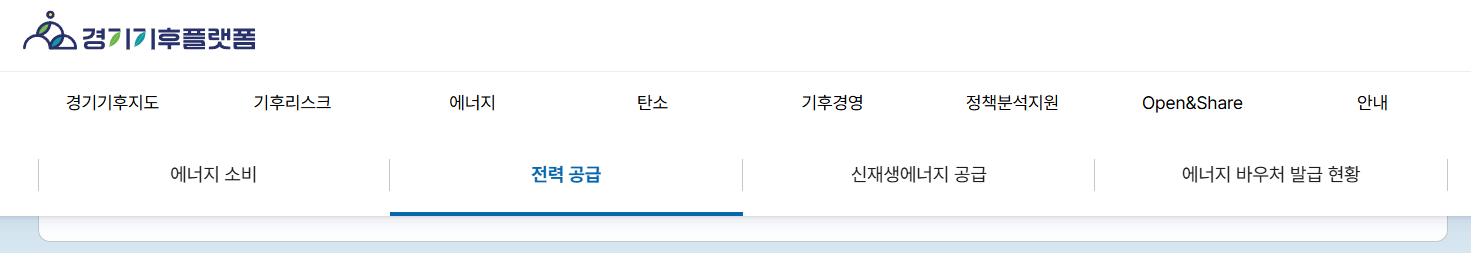 경기기후플랫폼
경기기후지도 기후리스크 에너지 탄소 기후경영 정책분석지원 Open&Share 안내
에너지 소비 전력 공급 신재생에너지 공급 에너지 바우처 발급 현황